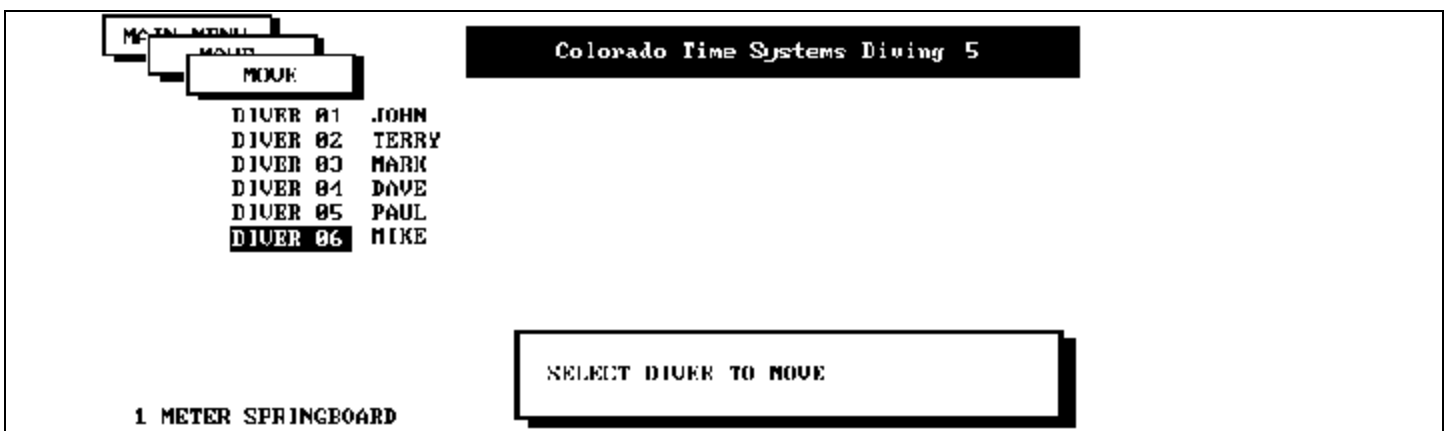 MAIN MENU
MOVE
MOVE
Colorado Time Systems Diving 5
DIVER 01 JOHN
DIVER 02 TERRY
DIVER 03 MARK
DIVER 04 DAVE
DIVER 05 PAUL
DIVER 06 MIKE
SELECT DIVER TO MOVE
1 METER SPRINGBOARD